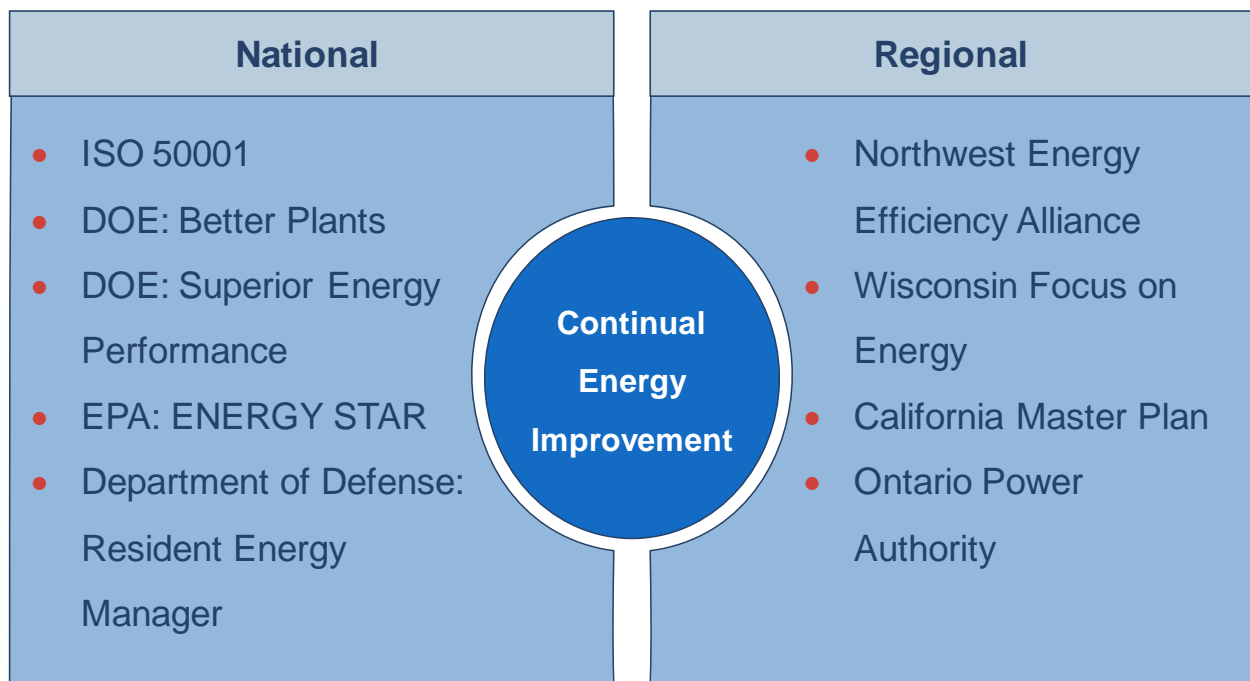 National
• ISO 50001
• DOE: Better Plants
• DOE: Superior Energy
Performance
• EPA: ENERGY STAR
• Department of Defense:
Resident Energy
Manager
Continual
Energy
Improvement
Regional
• Northwest Energy
Efficiency Alliance
• Wisconsin Focus on
Energy
• California Master Plan
• Ontario Power
Authority